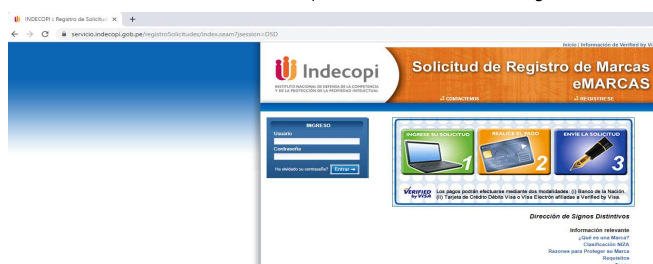 INDECOPI :: Registro de Solicitud
servicio.indecopi.gob.pe/registroSolicitudes/index.seam?jsession=DSD
Inicio | Información de Verified by Vi
Indecopi
INSTITUTO NACIONAL DE DEFENSA DE LA COMPETENCIA
Y DE LA PROTECCIÓN DE LA PROPIEDAD INTELECTUAL
Solicitud de Registro de Marcas
eMARCAS
CONTACTENOS
REGISTRESE
INGRESO
Usuario
Contraseña
¿Ha olvidado su contraseña?
Entrar
INGRESE SU SOLICITUD
1
REALICE EL PAGO
2
ENVÍE LA SOLICITUD
3
VERIFIED by VISA
Los pagos podrán efectuarse mediante dos modalidades: (i) Banco de la Nación.
(ii) Tarjeta de Crédito Débito Visa o Visa Electrón afiliadas a Verified by Visa.
Dirección de Signos Distintivos
Información relevante
¿Qué es una Marca?
Clasificación NIZA
Razones para Proteger su Marca
Requisitos